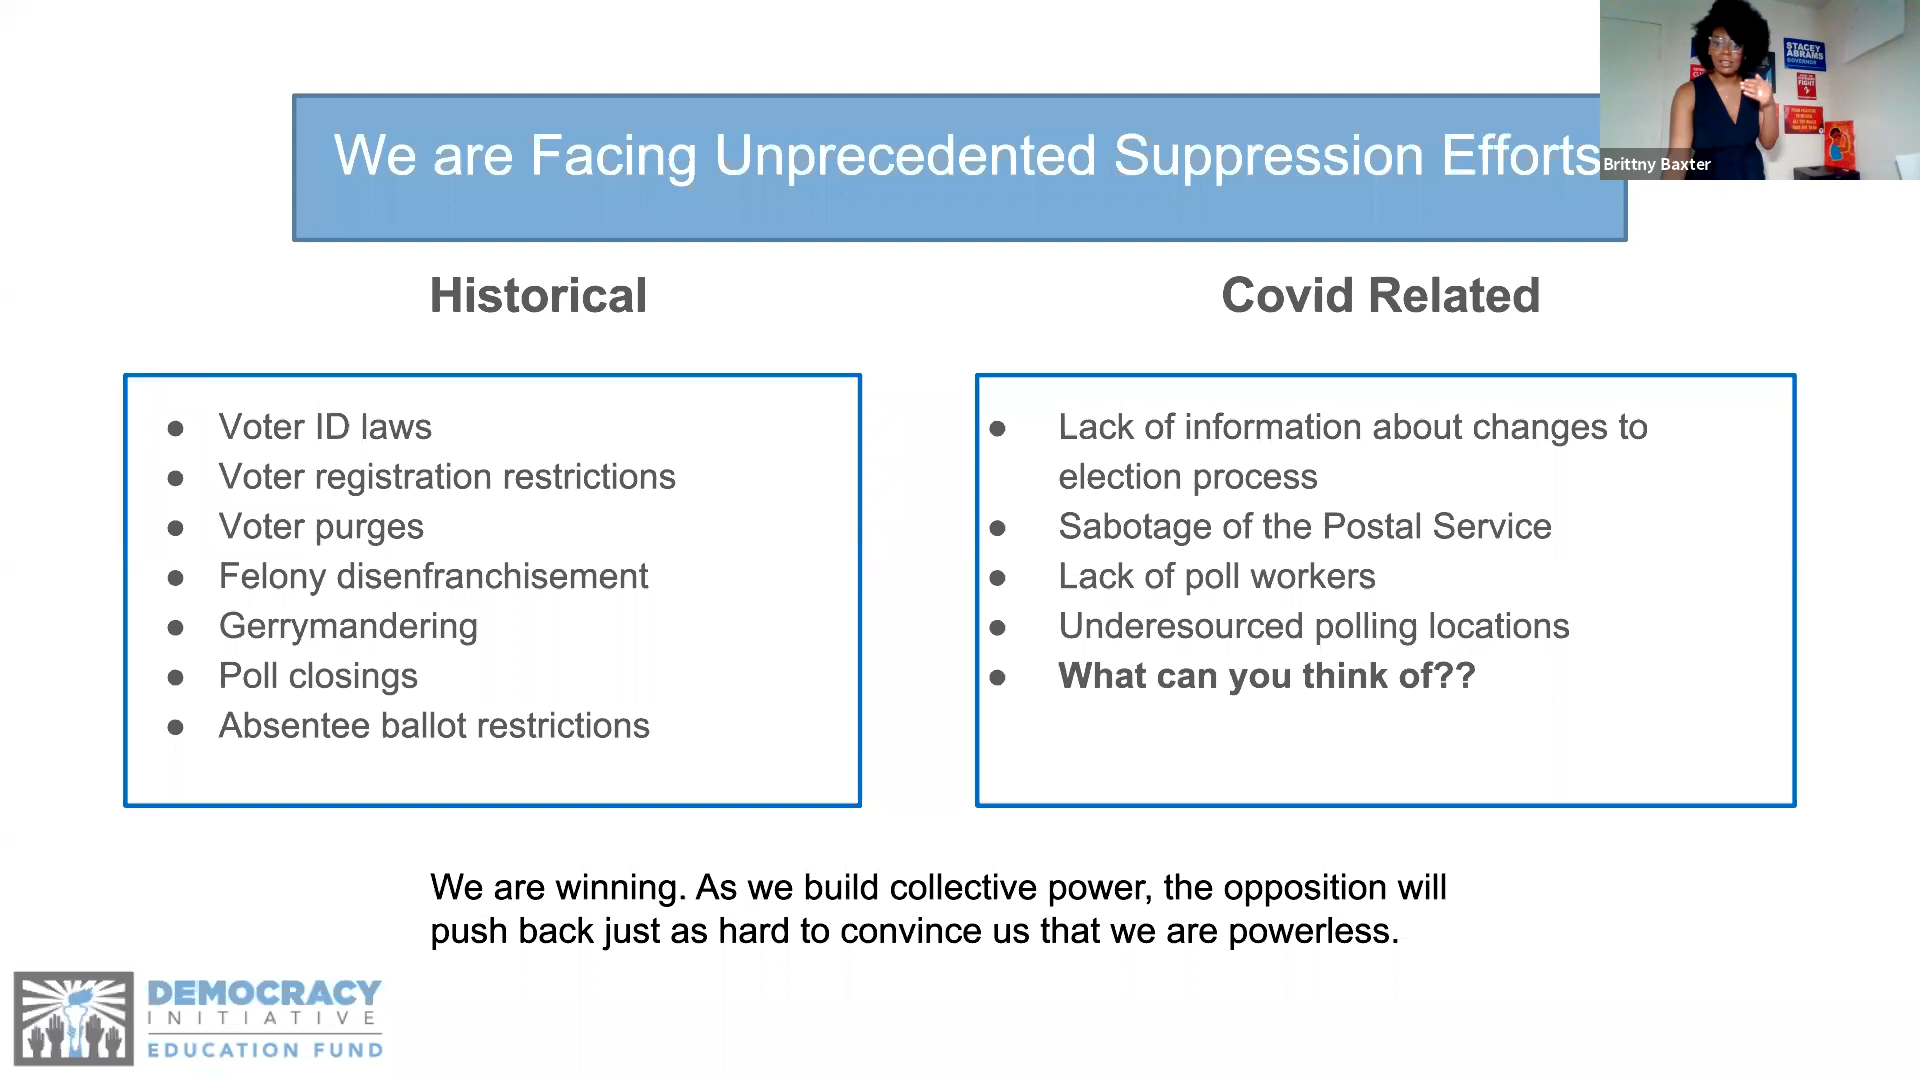 We are Facing Unprecedented Suppression Efforts
STACEY
ABRAMS
GOVERNOR
FIGHT
Brittny Baxter
Historical
Covid Related
● Voter ID laws
● Voter registration restrictions
● Voter purges
● Felony disenfranchisement
● Gerrymandering
● Poll closings
● Absentee ballot restrictions
● Lack of information about changes to
election process
● Sabotage of the Postal Service
● Lack of poll workers
● Underesourced polling locations
● What can you think of??
We are winning. As we build collective power, the opposition will
push back just as hard to convince us that we are powerless.
DEMOCRACY
INITIATIVE
EDUCATION FUND